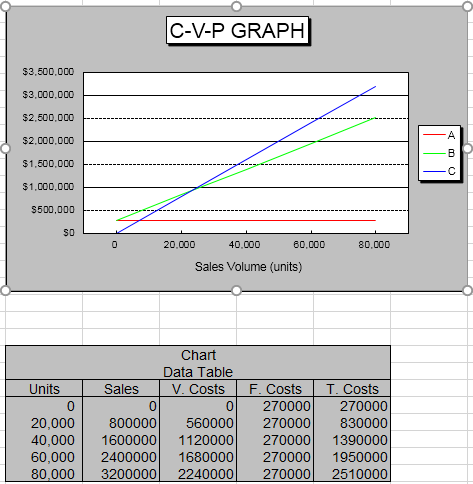 C-V-P GRAPH
$3,500,000
$3,000,000
$2,500,000
$2,000,000
$1,500,000
$1,000,000
$500,000
$0
0 20,000 40,000 60,000 80,000
Sales Volume (units)
A
B
C
Chart
Data Table
Units Sales V. Costs F. Costs T. Costs
0 0 0 270000 270000
20,000 800000 560000 270000 830000
40,000 1600000 1120000 270000 1390000
60,000 2400000 1680000 270000 1950000
80,000 3200000 2240000 270000 2510000